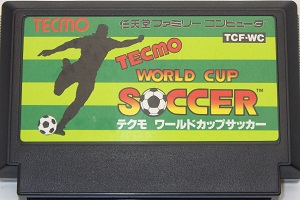 TECMO
任天堂ファミリーコンピュータ
TCF-WC
TECMO
WORLD CUP
SOCCER™
テクモ ワールドカップサッカー